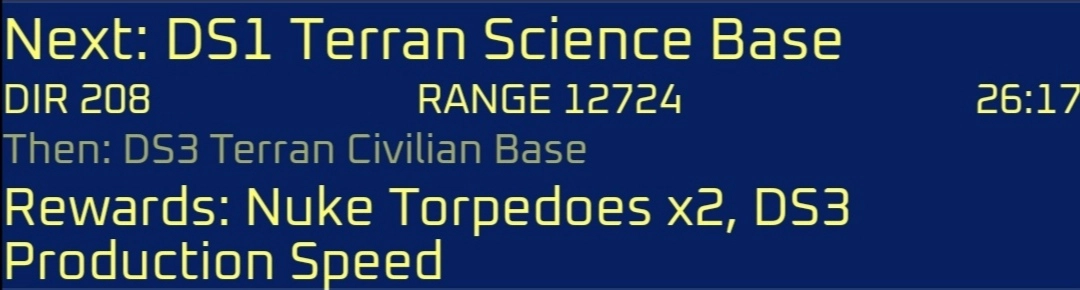 Next: DS1 Terran Science Base
DIR 208 RANGE 12724 26:17
Then: DS3 Terran Civilian Base
Rewards: Nuke Torpedoes x2, DS3
Production Speed